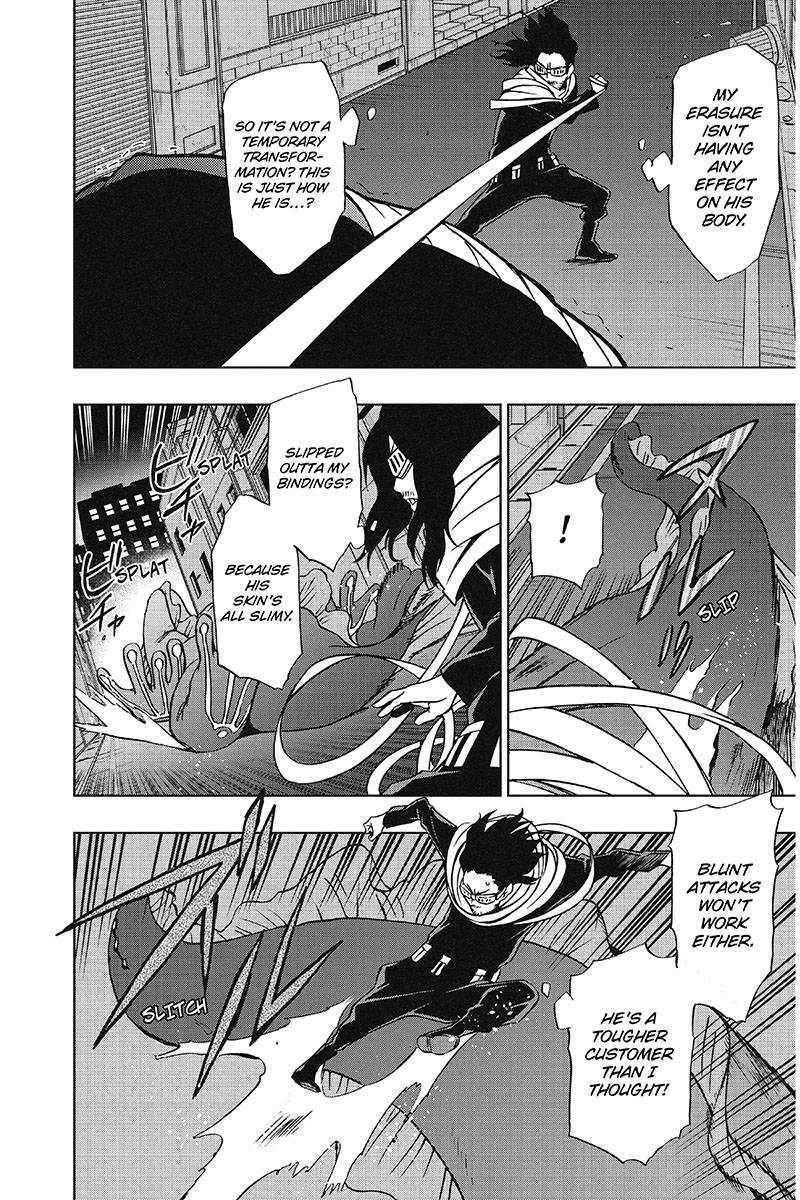 MY
ERASURE
ISN'T
HAVING
ANY
EFFECT
ON HIS
BODY.
SO IT'S NOT A
TEMPORARY
TRANSFOR-
MATION? THIS
IS JUST HOW
HE IS...?
!
SLIP
SLIPPED
OUTTA MY
BINDINGS?
BECAUSE
HIS
SKIN'S
ALL SLIMY.
SPLAT
SPLAT
BLUNT
ATTACKS
WON'T
WORK
EITHER.
HE'S A
TOUGHER
CUSTOMER
THAN I
THOUGHT!
SLITCH